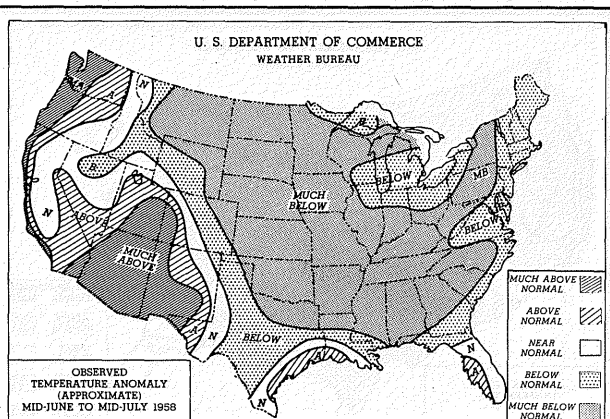 U. S. DEPARTMENT OF COMMERCE
WEATHER BUREAU
MA
A
N
B
B
BELOW
MB
MUCH
BELOW
BELOW
N
ABOVE
MUCH
ABOVE
A
N
BELOW
N
A
N
A
MUCH ABOVE
NORMAL
ABOVE
NORMAL
NEAR
NORMAL
BELOW
NORMAL
MUCH BELOW
NORMAL
OBSERVED
TEMPERATURE ANOMALY
(APPROXIMATE)
MID-JUNE TO MID-JULY 1958